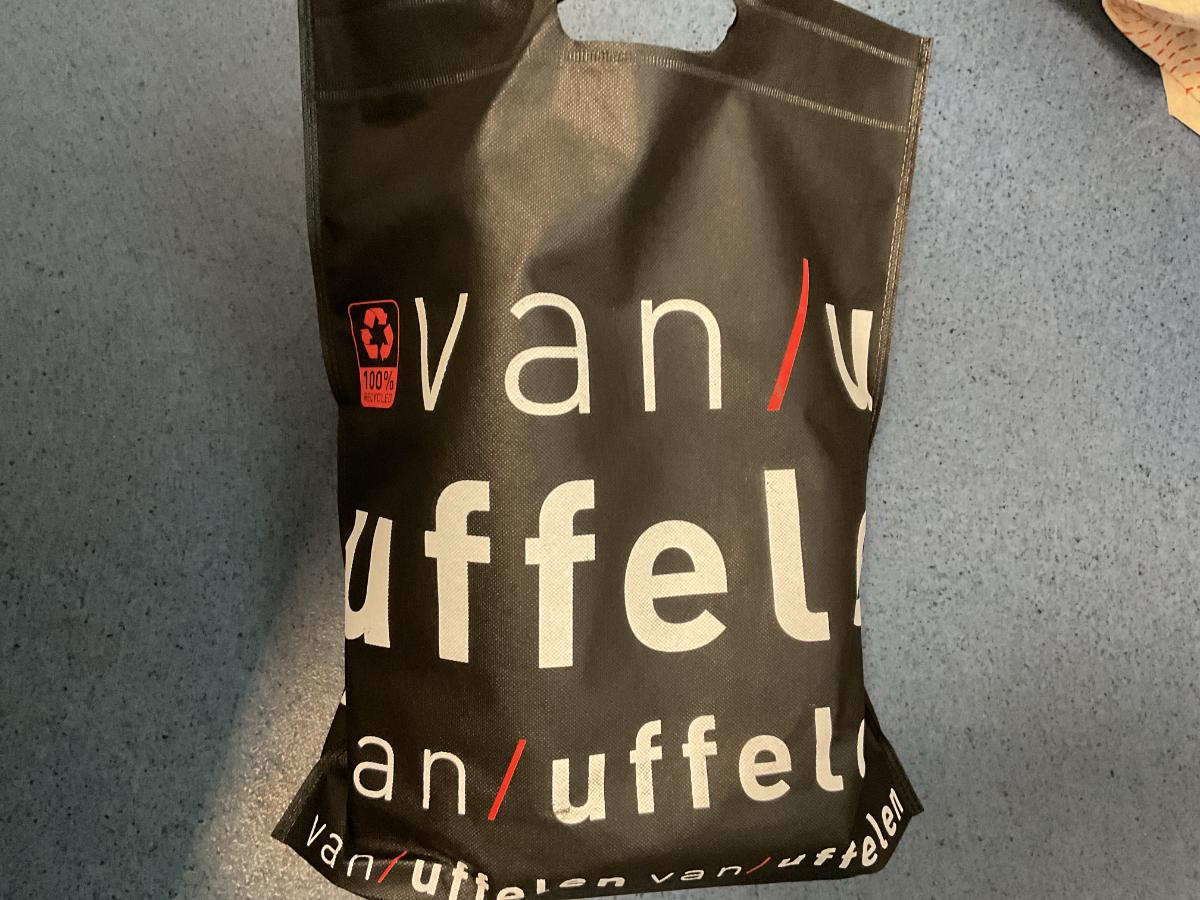 100%
RECYCLED
van/u
uffel
an/uffel
van/uffelen van/uffelen